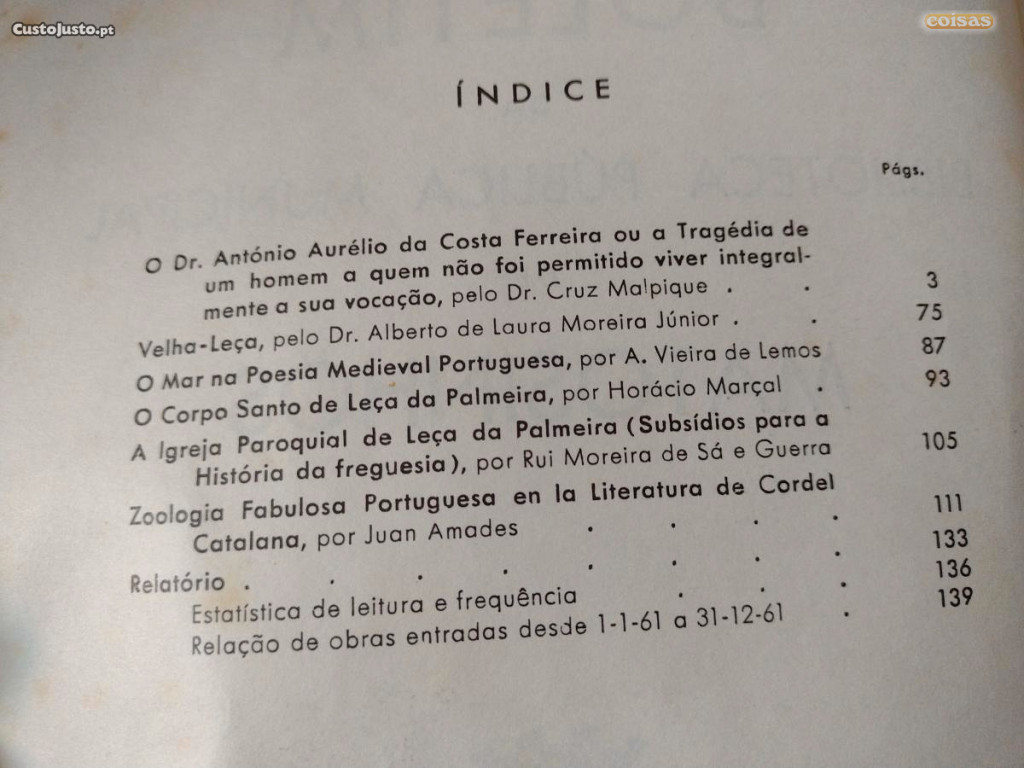 CustoJusto.pt
coisas
ÍNDICE
Págs.
O Dr. António Aurélio da Costa Ferreira ou a Tragédia de
um homem a quem não foi permitido viver integral-
mente a sua vocação, pelo Dr. Cruz Malpique . . 3
Velha-Leça, pelo Dr. Alberto de Laura Moreira Júnior . . 75
O Mar na Poesia Medieval Portuguesa, por A. Vieira de Lemos 87
O Corpo Santo de Leça da Palmeira, por Horácio Marçal . 93
A Igreja Paroquial de Leça da Palmeira (Subsídios para a
História da freguesia), por Rui Moreira de Sá e Guerra 105
Zoologia Fabulosa Portuguesa en la Literatura de Cordel
Catalana, por Juan Amades . . . . 111
Relatório . . . . . . . . 133
Estatística de leitura e frequência . . . 136
Relação de obras entradas desde 1-1-61 a 31-12-61 . 139